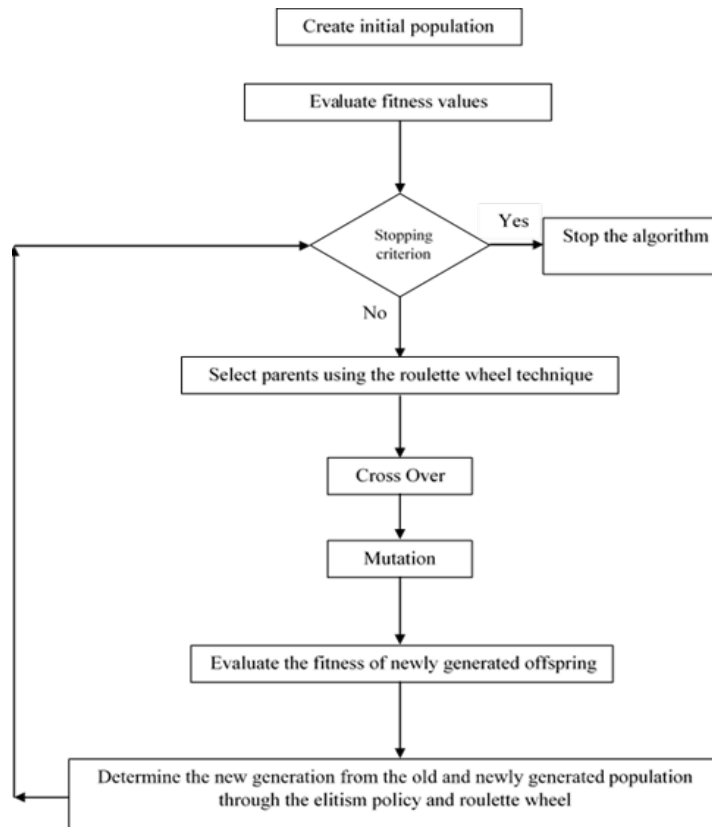 Create initial population
Evaluate fitness values
Yes
Stopping
criterion
Stop the algorithm
No
Select parents using the roulette wheel technique
Cross Over
Mutation
Evaluate the fitness of newly generated offspring
Determine the new generation from the old and newly generated population
through the elitism policy and roulette wheel